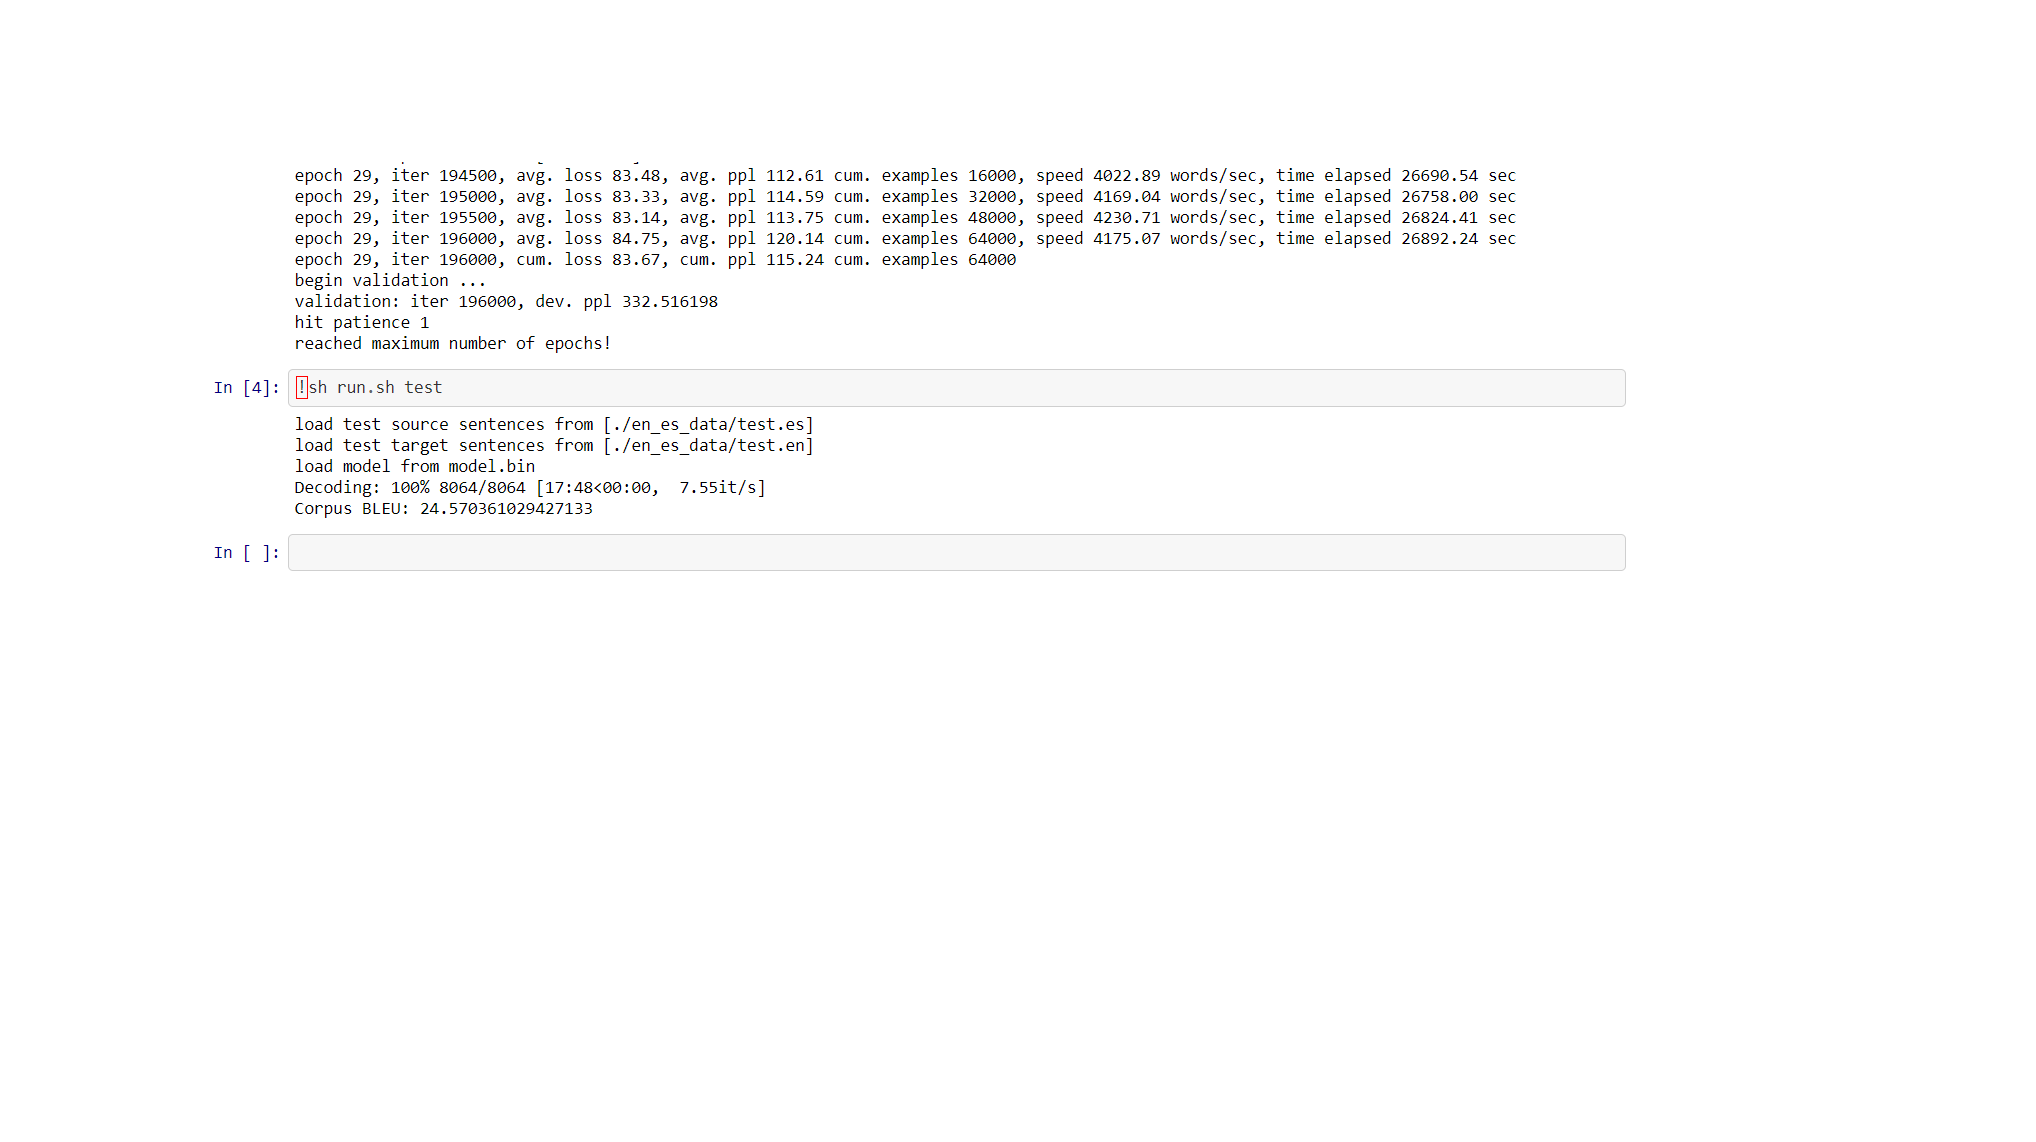 epoch 29, iter 194500, avg. loss 83.48, avg. ppl 112.61 cum. examples 16000, speed 4022.89 words/sec, time elapsed 26690.54 sec
epoch 29, iter 195000, avg. loss 83.33, avg. ppl 114.59 cum. examples 32000, speed 4169.04 words/sec, time elapsed 26758.00 sec
epoch 29, iter 195500, avg. loss 83.14, avg. ppl 113.75 cum. examples 48000, speed 4230.71 words/sec, time elapsed 26824.41 sec
epoch 29, iter 196000, avg. loss 84.75, avg. ppl 120.14 cum. examples 64000, speed 4175.07 words/sec, time elapsed 26892.24 sec
epoch 29, iter 196000, cum. loss 83.67, cum. ppl 115.24 cum. examples 64000
begin validation ...
validation: iter 196000, dev. ppl 332.516198
hit patience 1
reached maximum number of epochs!
In [4]: !sh run.sh test
load test source sentences from [./en_es_data/test.es]
load test target sentences from [./en_es_data/test.en]
load model from model.bin
Decoding: 100% 8064/8064 [17:48<00:00,  7.55it/s]
Corpus BLEU: 24.570361029427133
In [ ]: